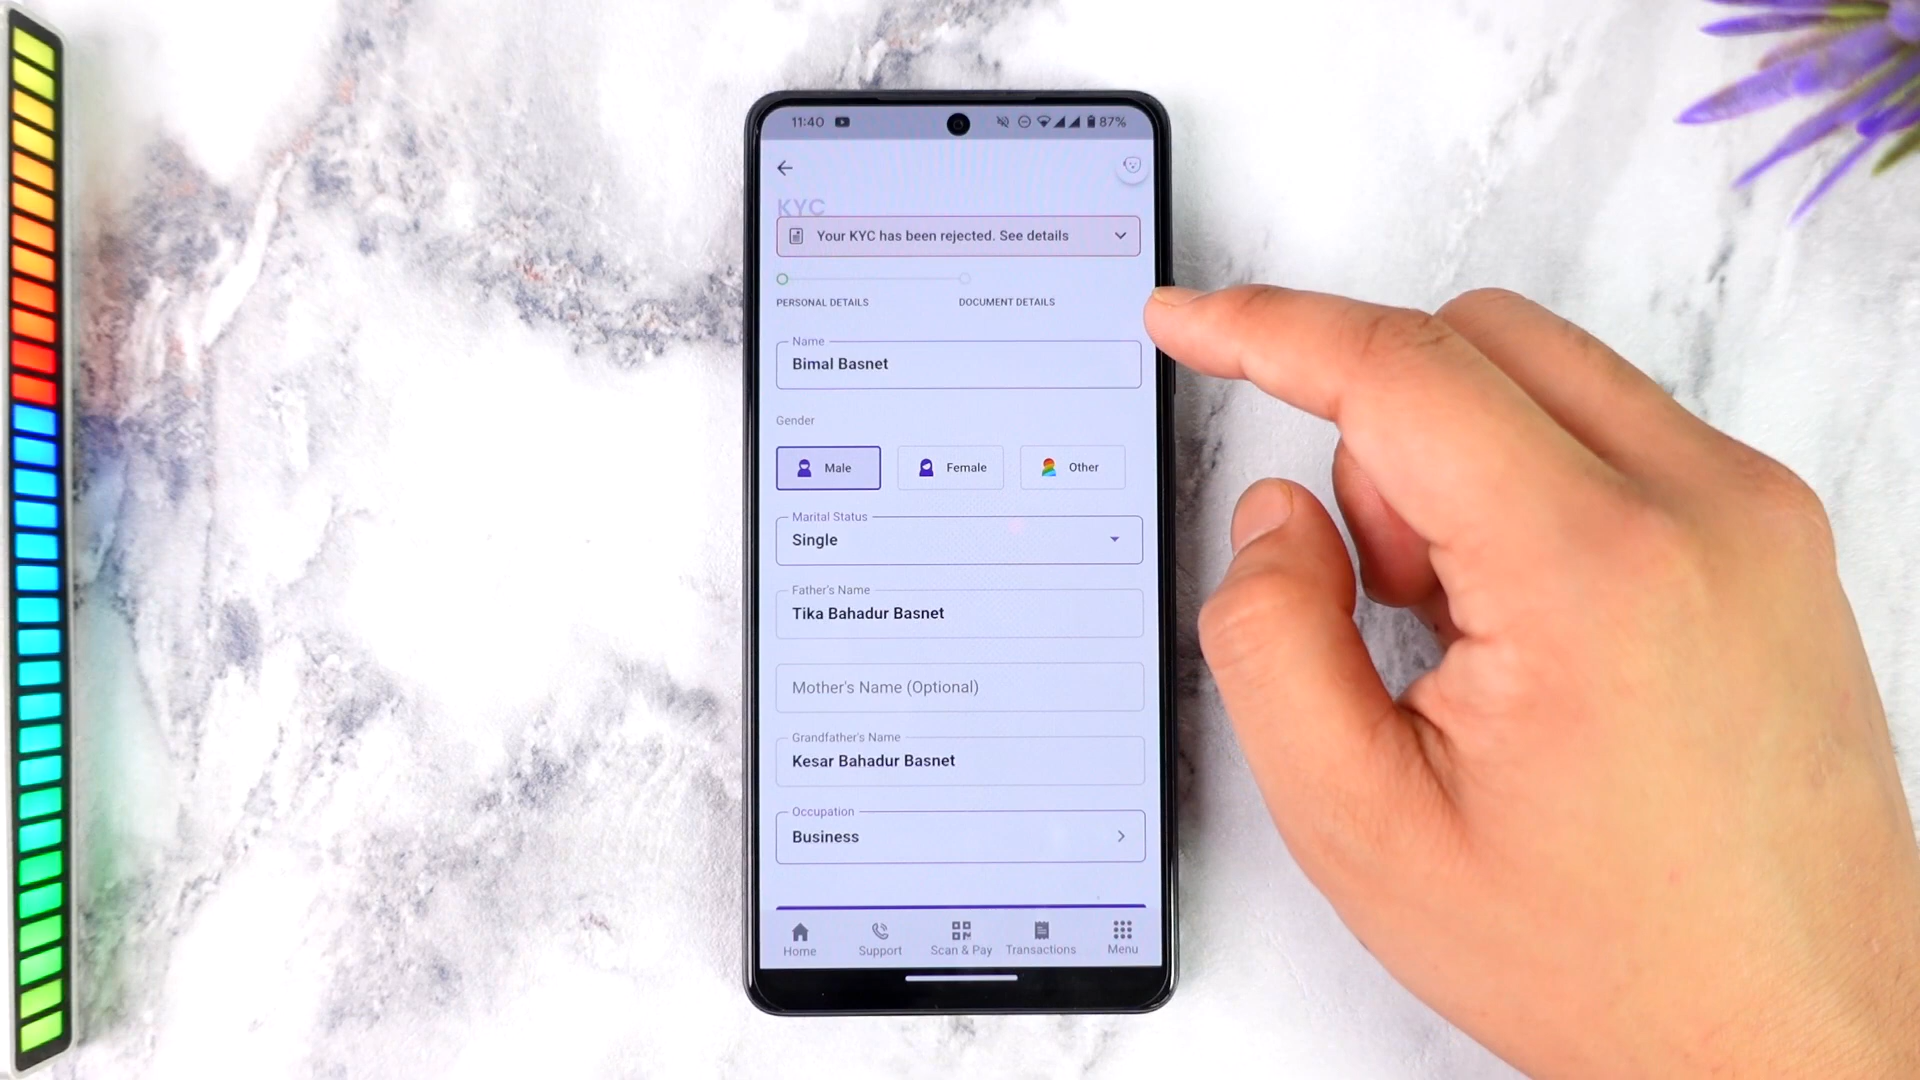 11:40
87%
KYC
Your KYC has been rejected. See details
PERSONAL DETAILS
DOCUMENT DETAILS
Name
Bimal Basnet
Gender
Male
Female
Other
Marital Status
Single
Father's Name
Tika Bahadur Basnet
Mother's Name (Optional)
Grandfather's Name
Kesar Bahadur Basnet
Occupation
Business
Home
Support
Scan & Pay
Transactions
Menu